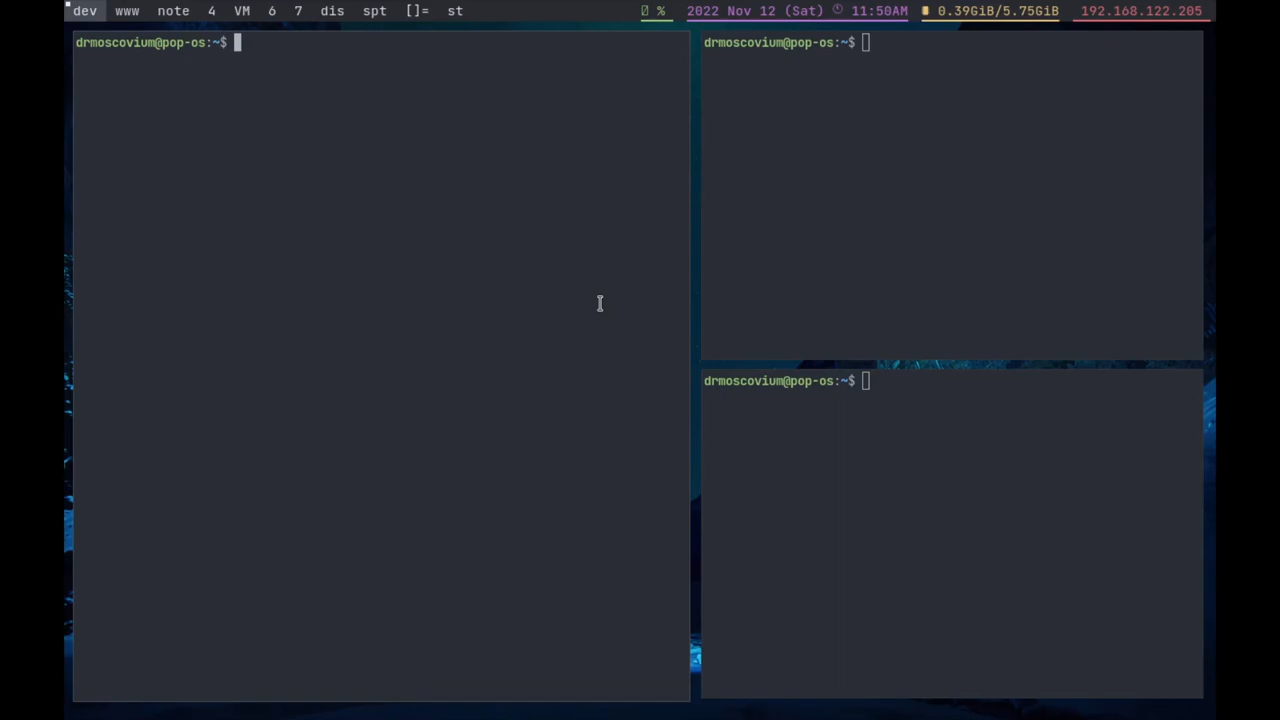 dev www note 4 VM 6 7 dis spt []= st 0 % 2022 Nov 12 (Sat) 11:50AM 0.39GiB/5.75GiB 192.168.122.205
drmoscovium@pop-os:~$
drmoscovium@pop-os:~$
drmoscovium@pop-os:~$